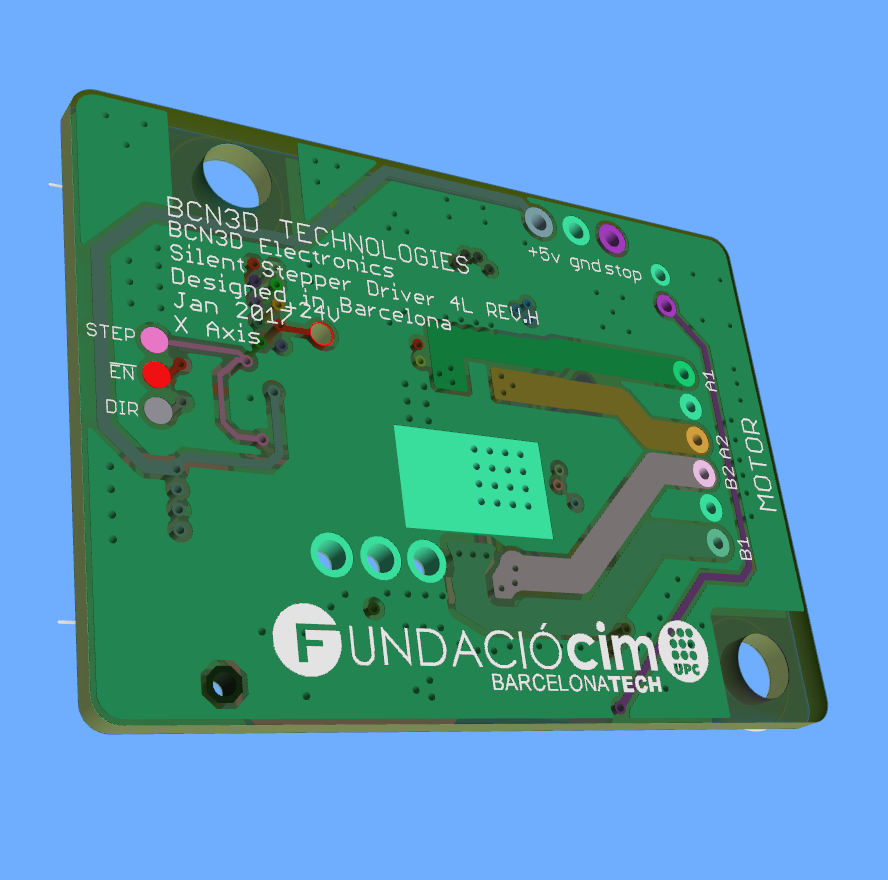 BCN3D TECHNOLOGIES
BCN3D Electronics
Silent Stepper Driver 4L REV.H
Designed in Barcelona
Jan 2017
+24v
X Axis
STEP
EN
DIR
+5v gnd stop
A1
A2
B2
B1
MOTOR
FUNDACIÓcim
UPC
BARCELONATECH